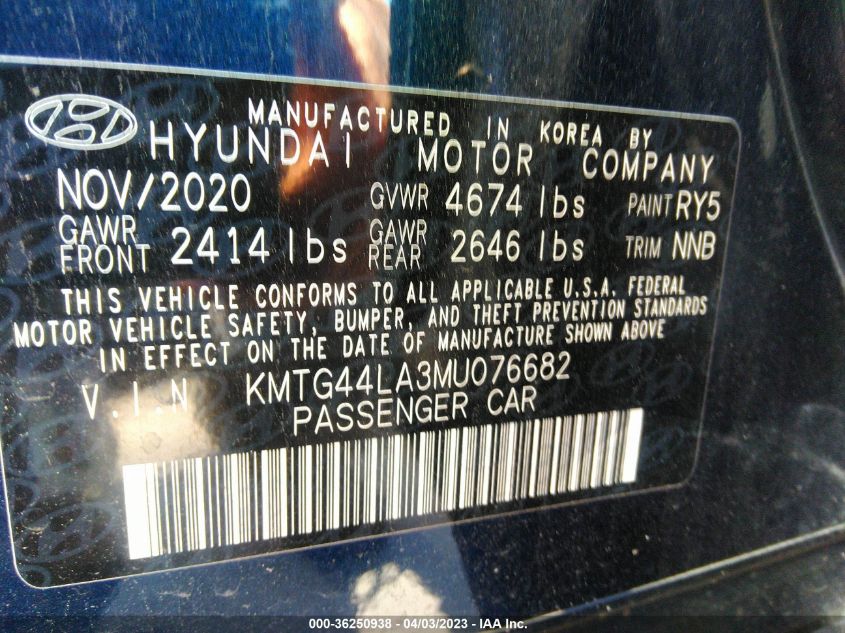 MANUFACTURED IN KOREA BY
HYUNDAI MOTOR COMPANY
NOV/2020 GVWR 4674 lbs PAINT RY5
GAWR FRONT 2414 lbs GAWR REAR 2646 lbs TRIM NNB
THIS VEHICLE CONFORMS TO ALL APPLICABLE U.S.A. FEDERAL
MOTOR VEHICLE SAFETY, BUMPER, AND THEFT PREVENTION STANDARDS
IN EFFECT ON THE DATE OF MANUFACTURE SHOWN ABOVE
V.I.N KMTG44LA3MU076682
PASSENGER CAR
000-36250938 - 04/03/2023 - IAA Inc.